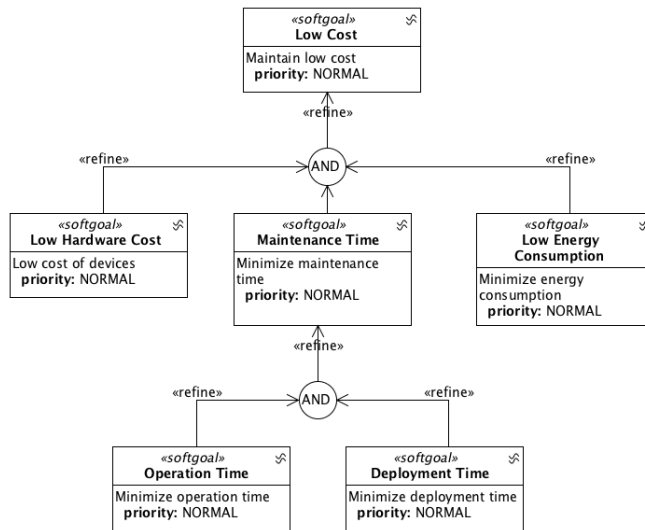 «softgoal»
Low Cost
Maintain low cost
priority: NORMAL
«refine»
«refine»
AND
«refine»
«softgoal»
Low Hardware Cost
Low cost of devices
priority: NORMAL
«softgoal»
Maintenance Time
Minimize maintenance
time
priority: NORMAL
«softgoal»
Low Energy
Consumption
Minimize energy
consumption
priority: NORMAL
«refine»
«refine»
AND
«refine»
«softgoal»
Operation Time
Minimize operation time
priority: NORMAL
«softgoal»
Deployment Time
Minimize deployment time
priority: NORMAL